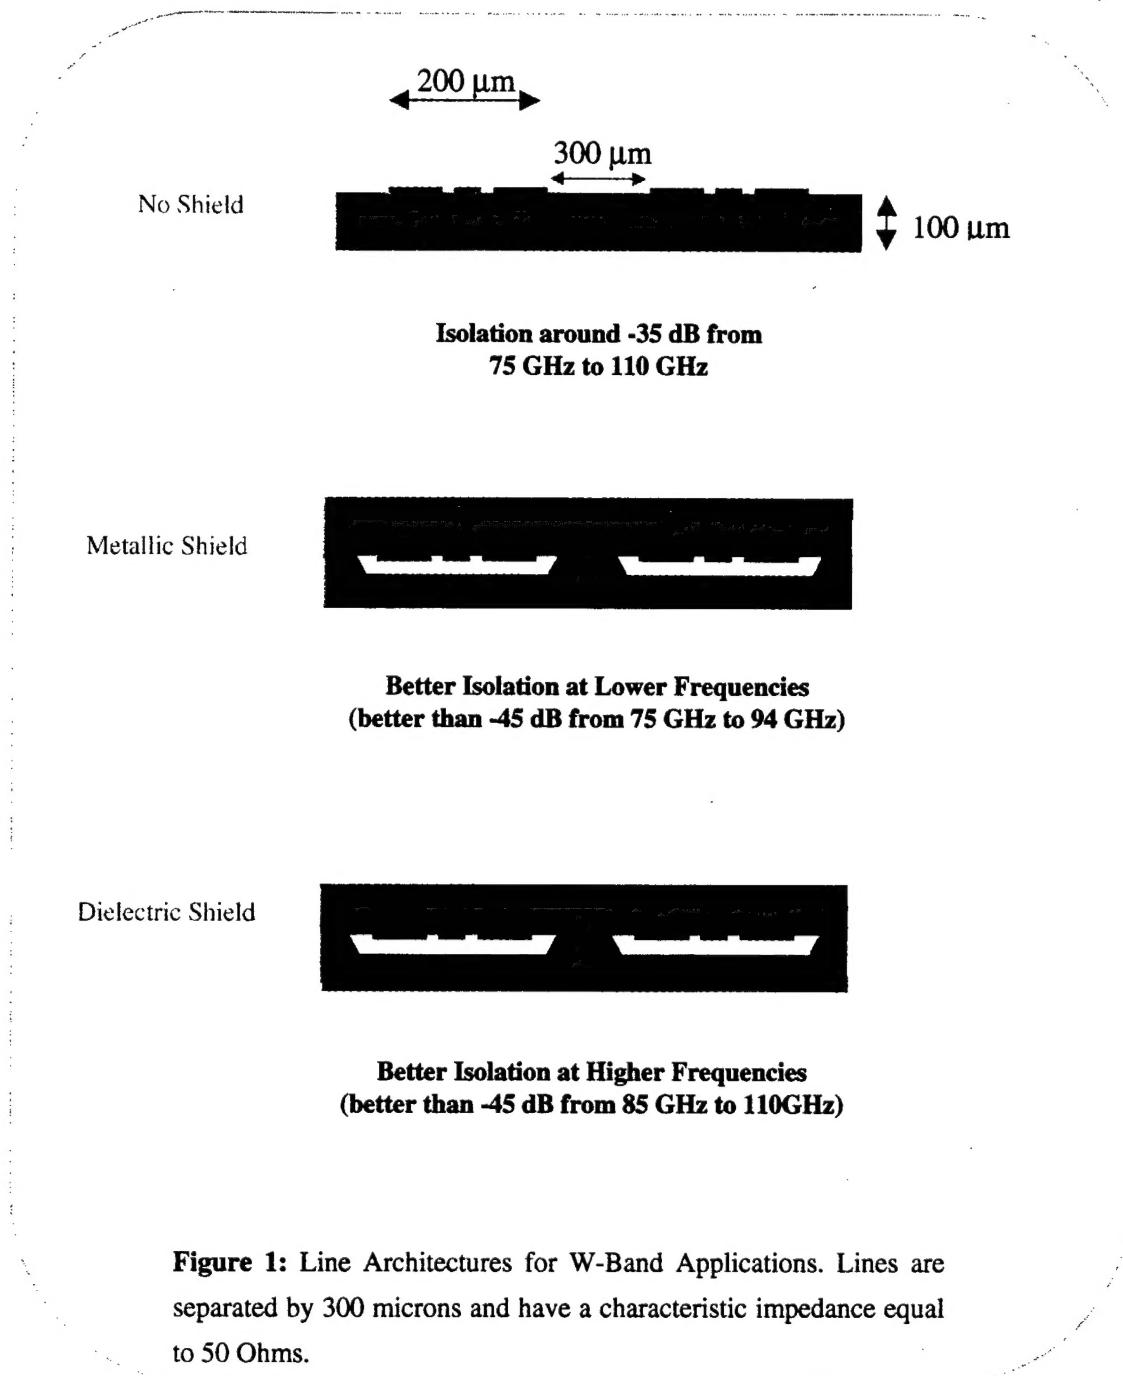 200 μm
300 μm
No Shield
100 μm
Isolation around -35 dB from
75 GHz to 110 GHz
Metallic Shield
Better Isolation at Lower Frequencies
(better than -45 dB from 75 GHz to 94 GHz)
Dielectric Shield
Better Isolation at Higher Frequencies
(better than -45 dB from 85 GHz to 110GHz)
Figure 1: Line Architectures for W-Band Applications. Lines are
separated by 300 microns and have a characteristic impedance equal
to 50 Ohms.